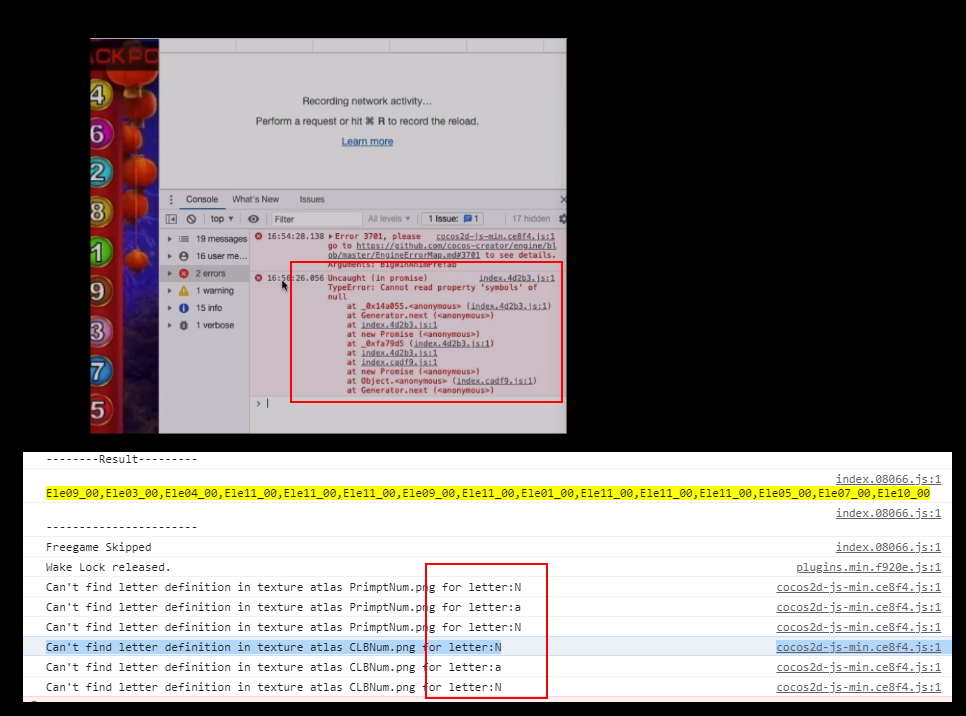 ACKPO
4
6
2
8
1
9
3
7
5
Recording network activity…
Perform a request or hit ⌘ R to record the reload.
Learn more
Console What's New Issues
top ▼ Filter All levels ▼ 1 Issue: 1 17 hidden
19 messages
16 user me…
2 errors
1 warning
15 info
1 verbose
16:54:28.138 ▸Error 3701, please cocos2d-js-min.ce8f4.js:1
go to https://github.com/cocos-creator/engine/bl
ob/master/EngineErrorMap.md#3701 to see details.
Arguments: BigWinAnimPrefab
16:56:26.056 Uncaught (in promise) index.4d2b3.js:1
TypeError: Cannot read property 'symbols' of
null
at _0x14a055.<anonymous> (index.4d2b3.js:1)
at Generator.next (<anonymous>)
at index.4d2b3.js:1
at new Promise (<anonymous>)
at _0xfa79d5 (index.4d2b3.js:1)
at index.4d2b3.js:1
at index.cadf9.js:1
at new Promise (<anonymous>)
at Object.<anonymous> (index.cadf9.js:1)
at Generator.next (<anonymous>)
>
--------Result---------
index.08066.js:1
Ele09_00,Ele03_00,Ele04_00,Ele11_00,Ele11_00,Ele11_00,Ele09_00,Ele11_00,Ele01_00,Ele11_00,Ele11_00,Ele11_00,Ele05_00,Ele07_00,Ele10_00
index.08066.js:1
-----------------------
Freegame Skipped index.08066.js:1
Wake Lock released. plugins.min.f920e.js:1
Can't find letter definition in texture atlas PrimptNum.png for letter:N cocos2d-js-min.ce8f4.js:1
Can't find letter definition in texture atlas PrimptNum.png for letter:a cocos2d-js-min.ce8f4.js:1
Can't find letter definition in texture atlas PrimptNum.png for letter:N cocos2d-js-min.ce8f4.js:1
Can't find letter definition in texture atlas CLBNum.png for letter:N cocos2d-js-min.ce8f4.js:1
Can't find letter definition in texture atlas CLBNum.png for letter:a cocos2d-js-min.ce8f4.js:1
Can't find letter definition in texture atlas CLBNum.png for letter:N cocos2d-js-min.ce8f4.js:1